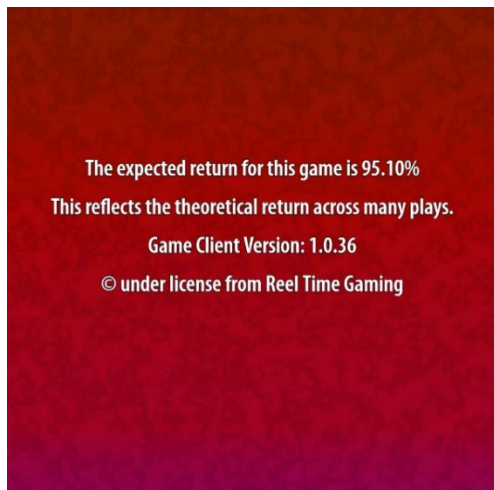 The expected return for this game is 95.10%
This reflects the theoretical return across many plays.
Game Client Version: 1.0.36
© under license from Reel Time Gaming